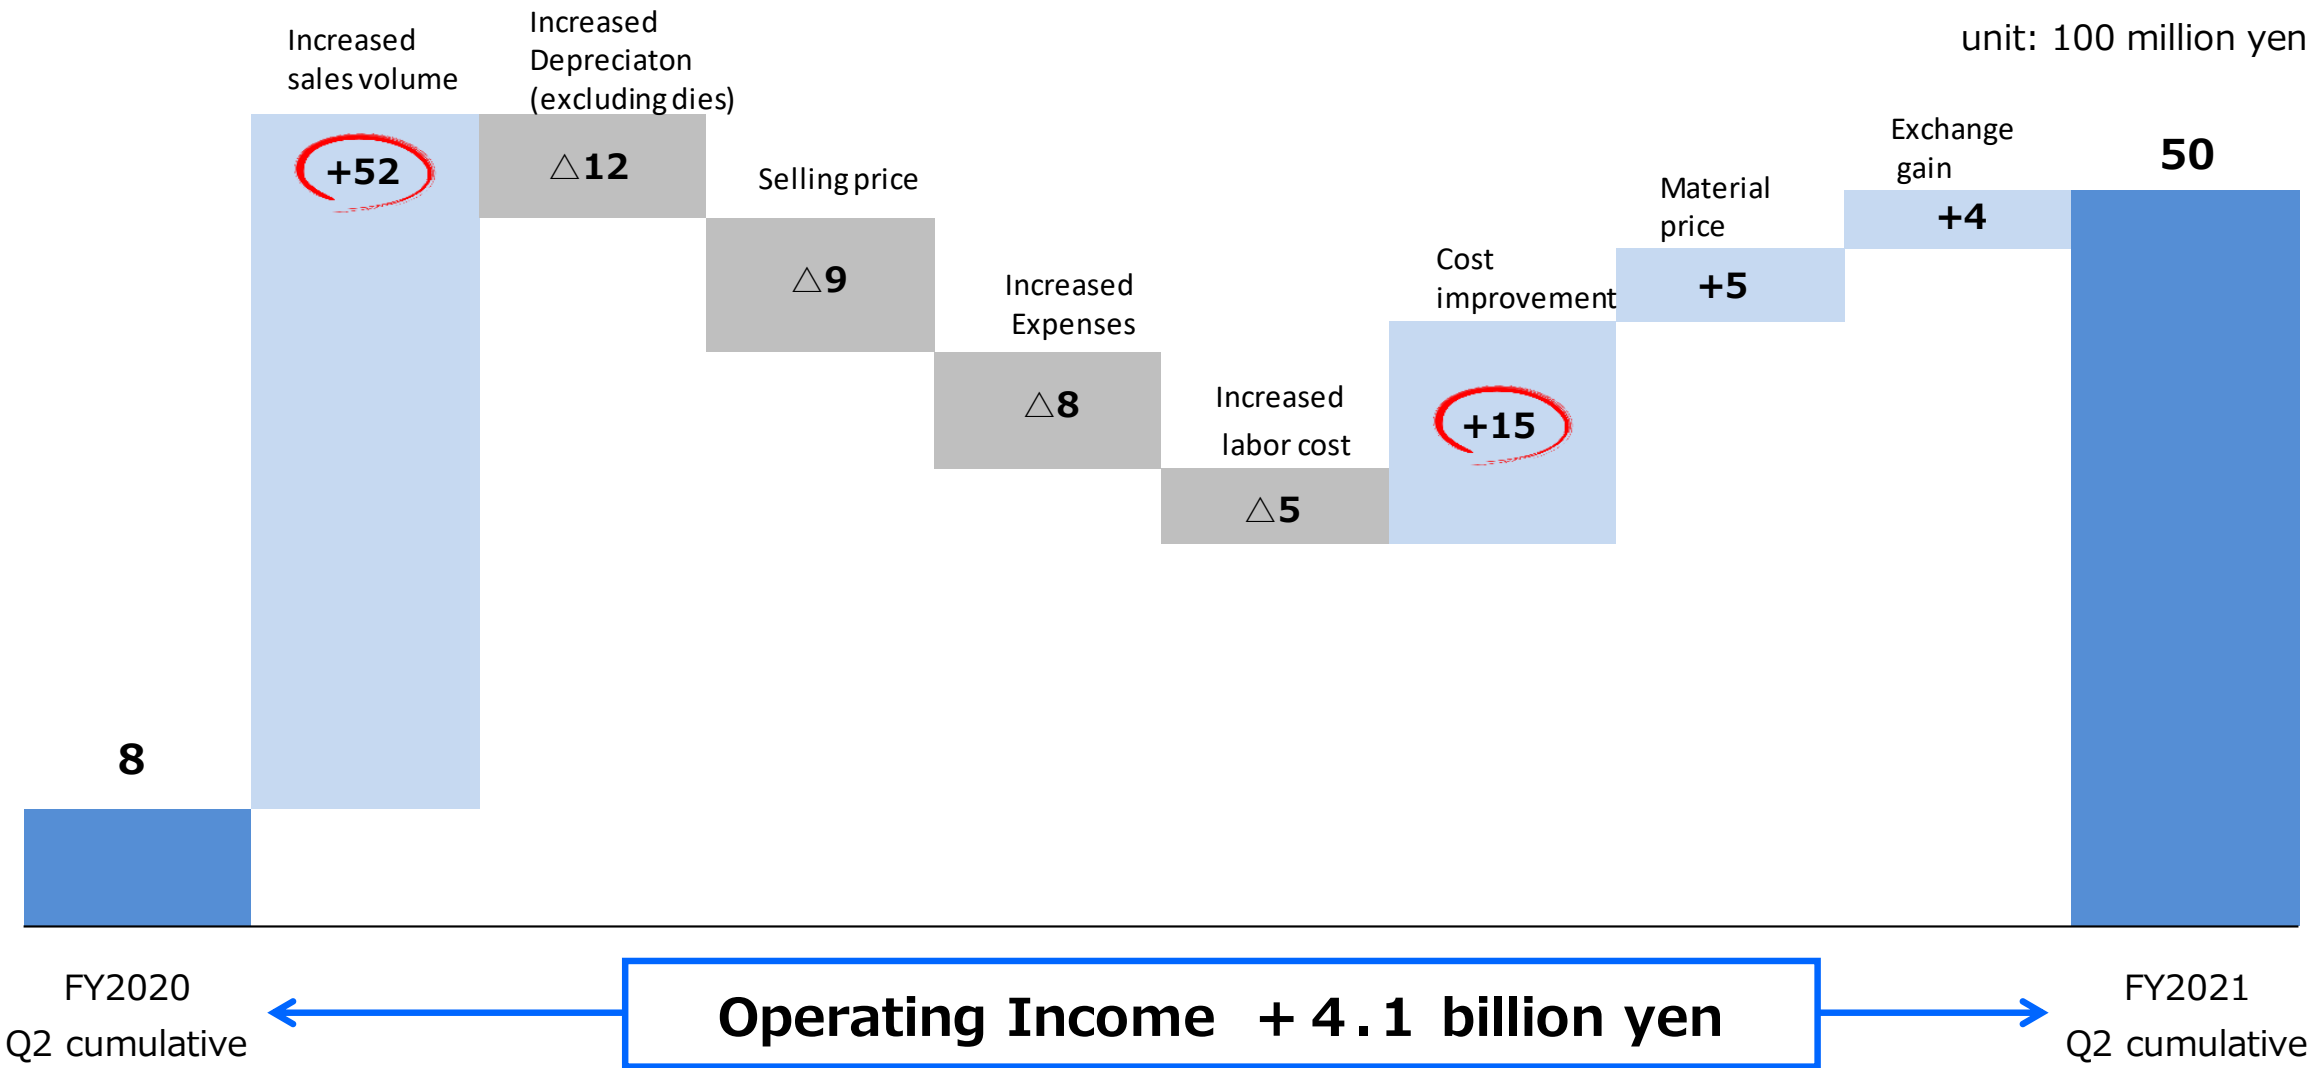 unit: 100 million yen
Increased
sales volume
+52
Increased
Depreciaton
(excluding dies)
△12
Selling price
△9
Increased
Expenses
△8
Increased
labor cost
△5
Cost
improvement
+15
Material
price
+5
Exchange
gain
+4
50
8
FY2020
Q2 cumulative
Operating Income +4.1 billion yen
FY2021
Q2 cumulative